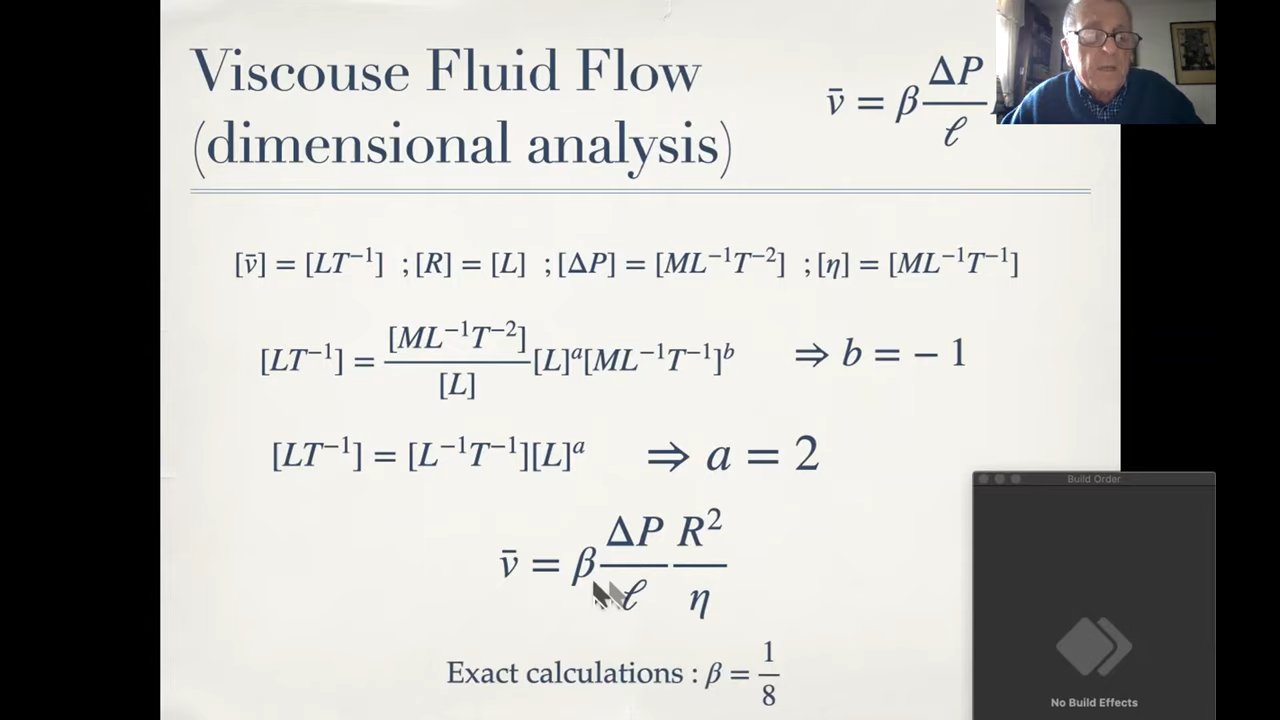 Viscouse Fluid Flow
(dimensional analysis)
v̄ = β ΔP/ℓ
[v̄] = [LT⁻¹] ; [R] = [L] ; [ΔP] = [ML⁻¹T⁻²] ; [η] = [ML⁻¹T⁻¹]
[LT⁻¹] = [ML⁻¹T⁻²]/[L] [L]ᵃ[ML⁻¹T⁻¹]ᵇ ⇒ b = − 1
[LT⁻¹] = [L⁻¹T⁻¹][L]ᵃ ⇒ a = 2
Build Order
v̄ = β ΔP/ℓ R²/η
Exact calculations : β = 1/8
No Build Effects